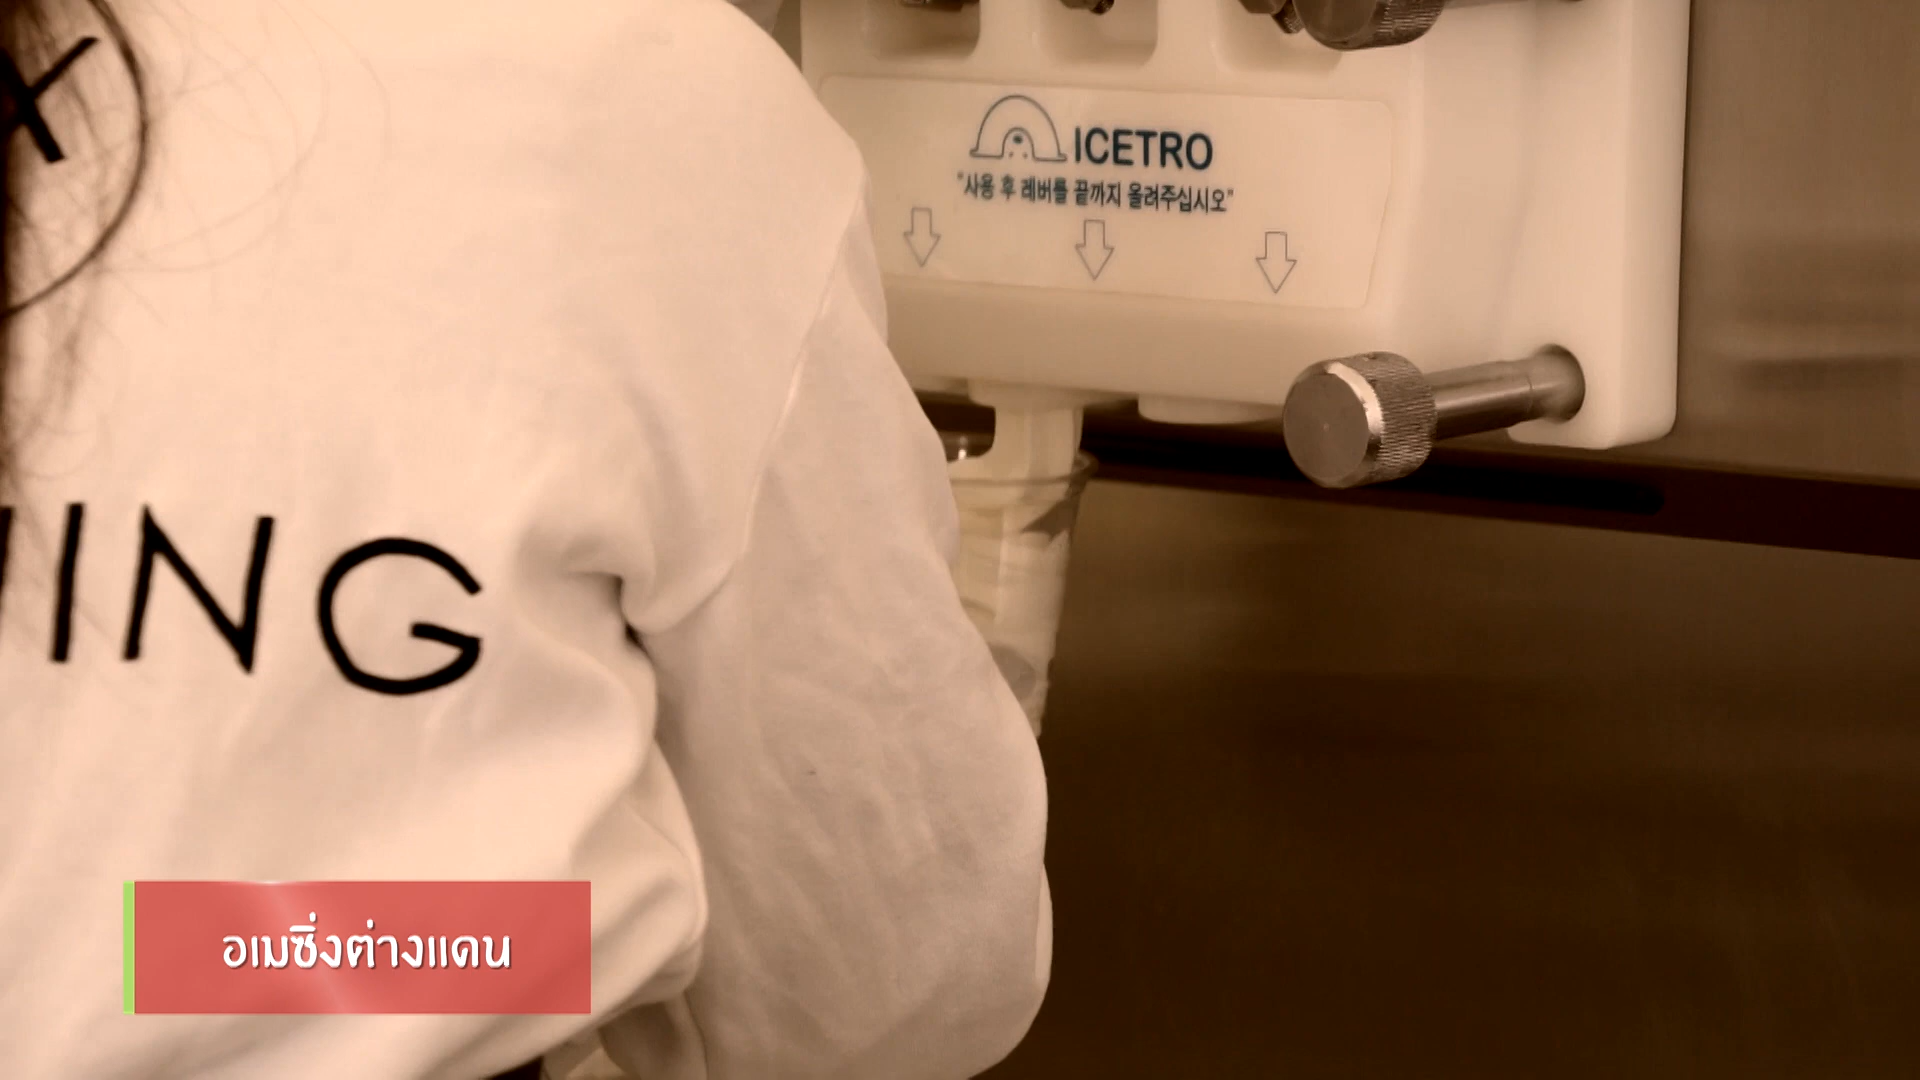 ICETRO
"사용 후 레버를 끝까지 올려주십시오"
ING
อเมซิ่งต่างแดน